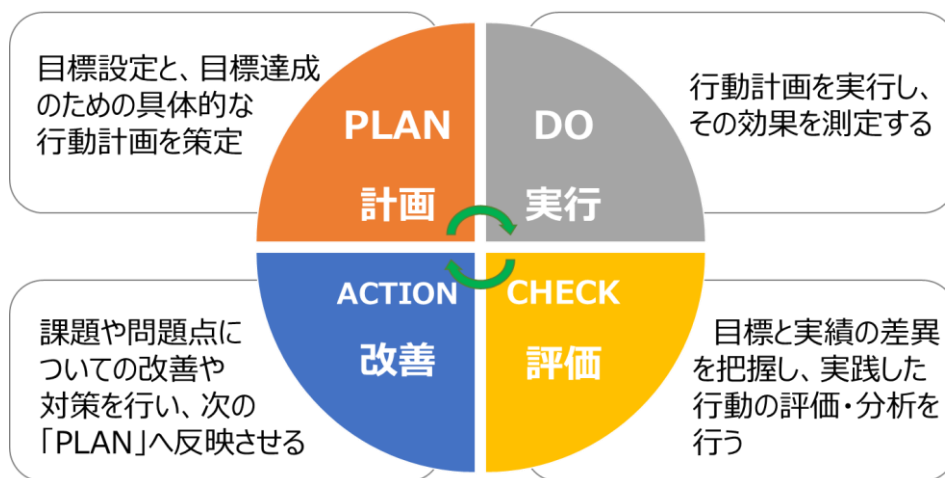 目標設定と、目標達成
のための具体的な
行動計画を策定
PLAN
計画
DO
実行
行動計画を実行し、
その効果を測定する
課題や問題点に
ついての改善や
対策を行い、次の
「PLAN」へ反映させる
ACTION
改善
CHECK
評価
目標と実績の差異
を把握し、実践した
行動の評価・分析を
行う